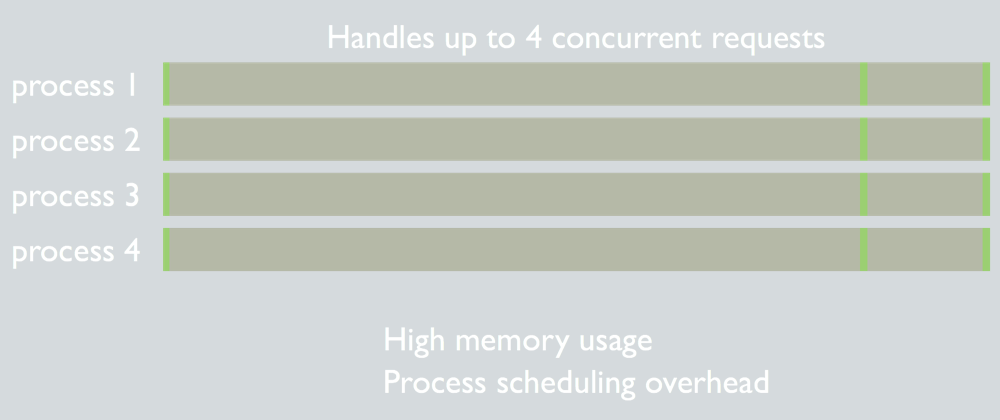 Handles up to 4 concurrent requests
process 1
process 2
process 3
process 4
High memory usage
Process scheduling overhead